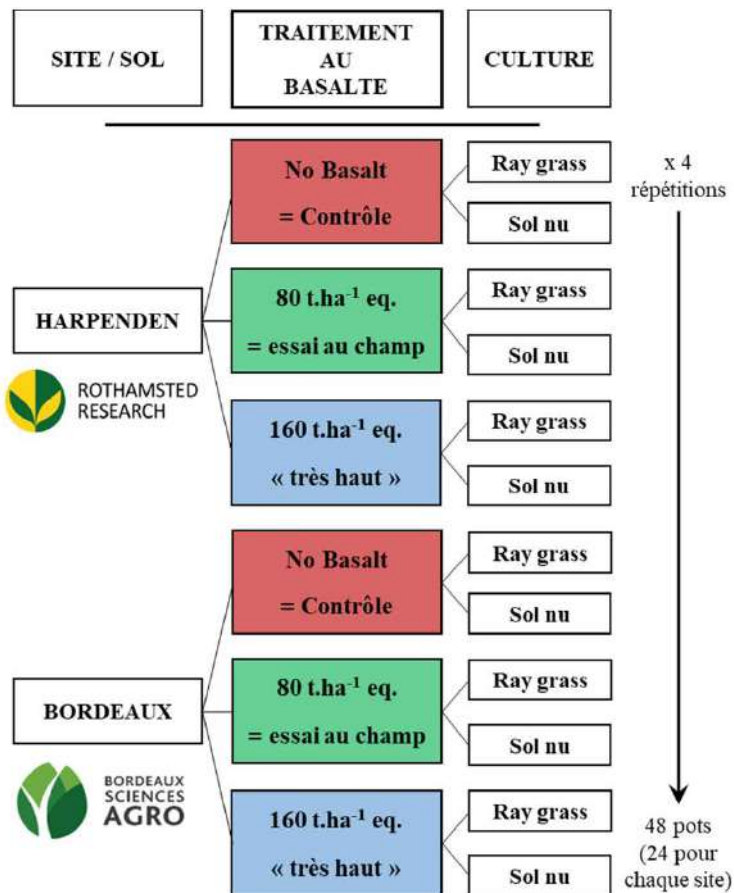 SITE / SOL
TRAITEMENT
AU
BASALTE
CULTURE
No Basalt
= Contrôle
Ray grass
Sol nu
x 4
répétitions
HARPENDEN
ROTHAMSTED
RESEARCH
80 t.ha⁻¹ eq.
= essai au champ
Ray grass
Sol nu
160 t.ha⁻¹ eq.
« très haut »
Ray grass
Sol nu
BORDEAUX
BORDEAUX
SCIENCES
AGRO
No Basalt
= Contrôle
Ray grass
Sol nu
80 t.ha⁻¹ eq.
= essai au champ
Ray grass
Sol nu
160 t.ha⁻¹ eq.
« très haut »
Ray grass
Sol nu
48 pots
(24 pour
chaque site)